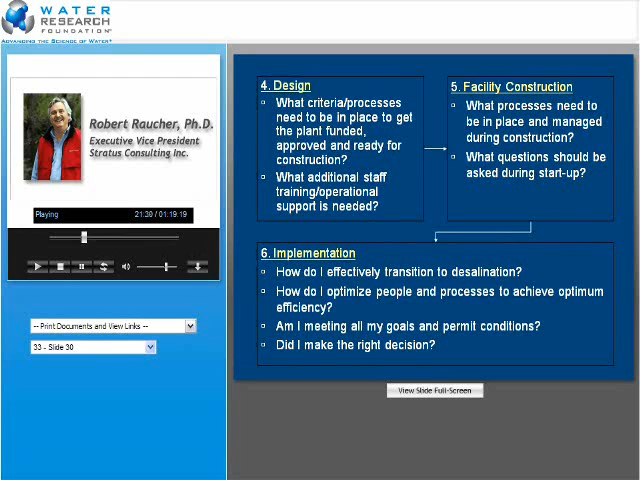 WATER
RESEARCH
FOUNDATION®
ADVANCING THE SCIENCE OF WATER®
Robert Raucher, Ph.D.
Executive Vice President
Stratus Consulting Inc.
Playing 21:30 / 01:19:19
-- Print Documents and View Links --
33 - Slide 30
4. Design
What criteria/processes
need to be in place to get
the plant funded,
approved and ready for
construction?
What additional staff
training/operational
support is needed?
5. Facility Construction
What processes need to
be in place and managed
during construction?
What questions should be
asked during start-up?
6. Implementation
How do I effectively transition to desalination?
How do I optimize people and processes to achieve optimum
efficiency?
Am I meeting all my goals and permit conditions?
Did I make the right decision?
View Slide Full-Screen